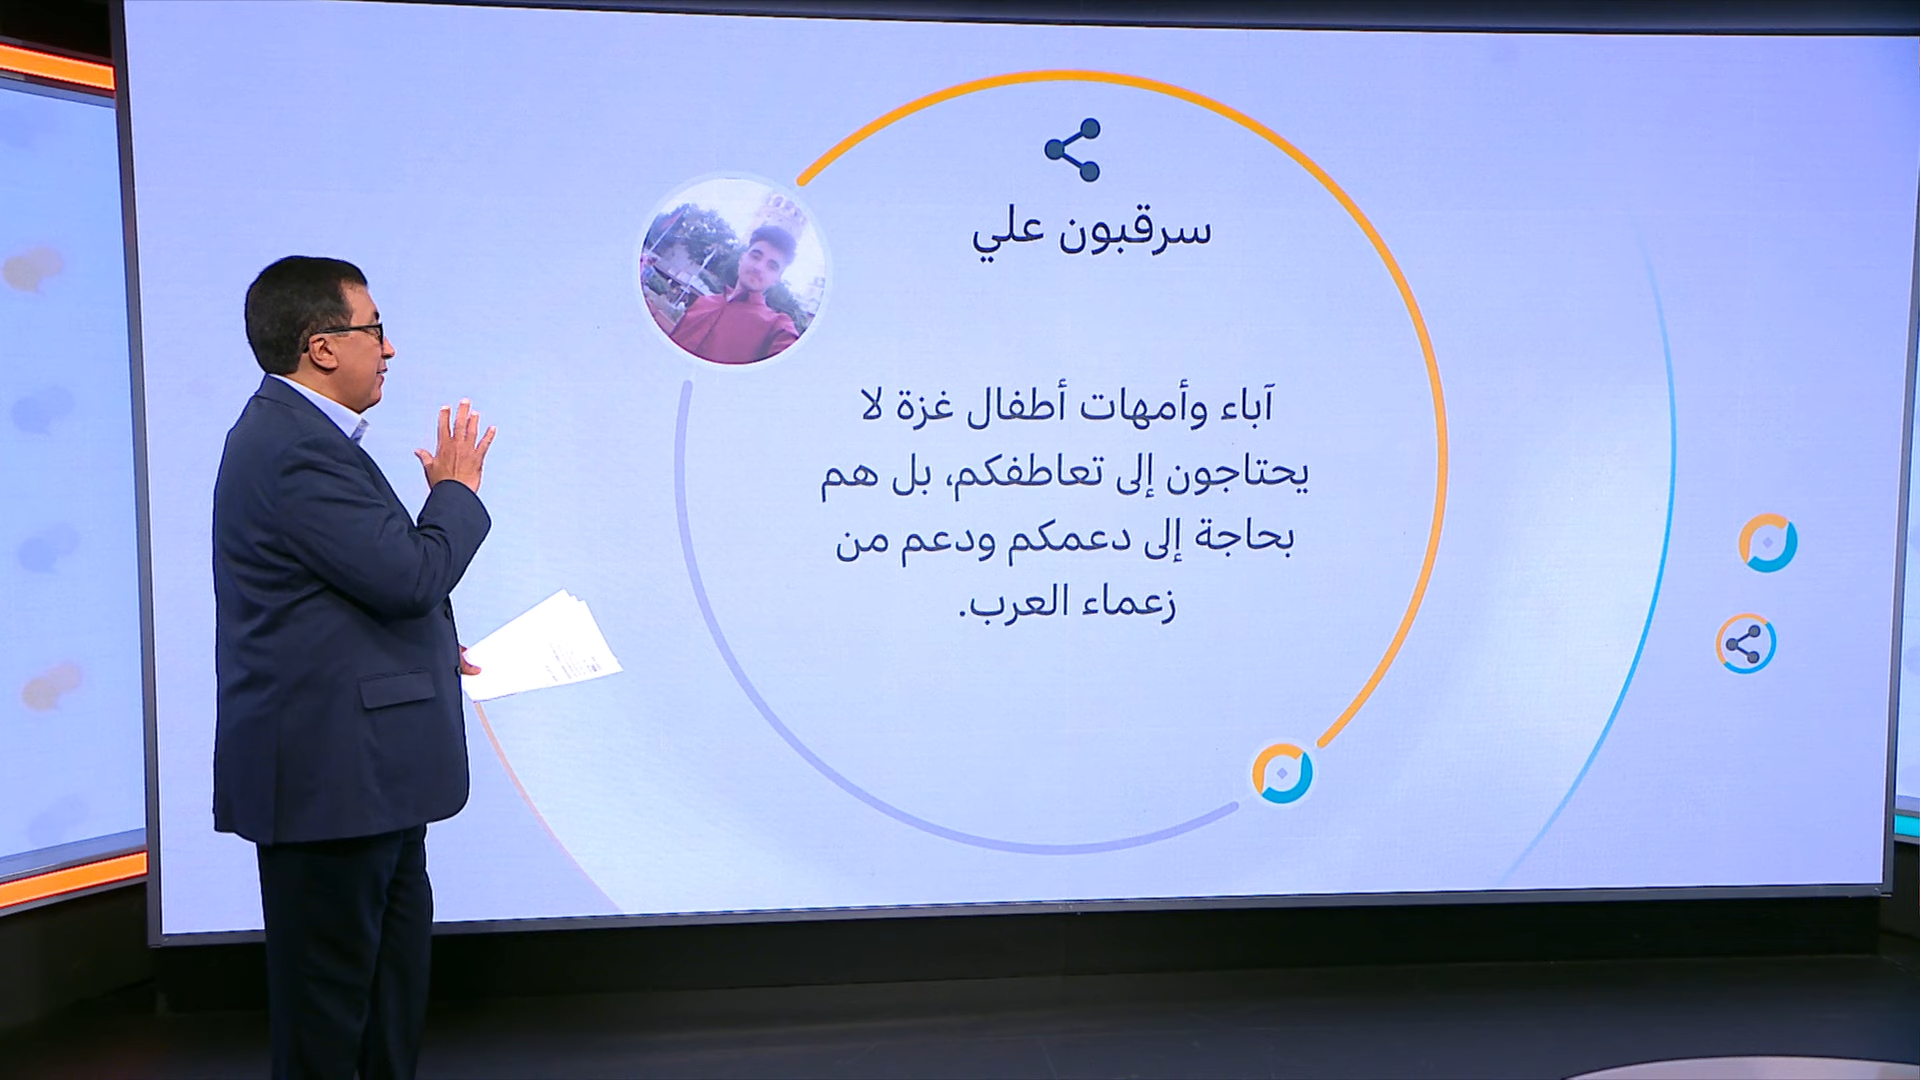 سرقبون علي
آباء وأمهات أطفال غزة لا
يحتاجون إلى تعاطفكم، بل هم
بحاجة إلى دعمكم ودعم من
زعماء العرب.